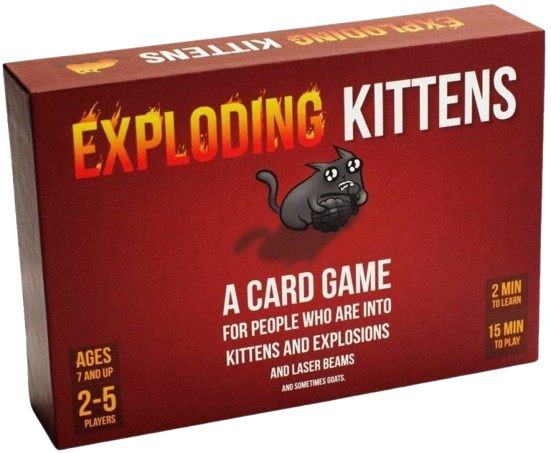 EXPLODING KITTENS
EXPLODING KITTENS
A CARD GAME
FOR PEOPLE WHO ARE INTO
KITTENS AND EXPLOSIONS
AND LASER BEAMS
AND SOMETIMES GOATS.
AGES
7 AND UP
2-5
PLAYERS
2 MIN
TO LEARN
15 MIN
TO PLAY